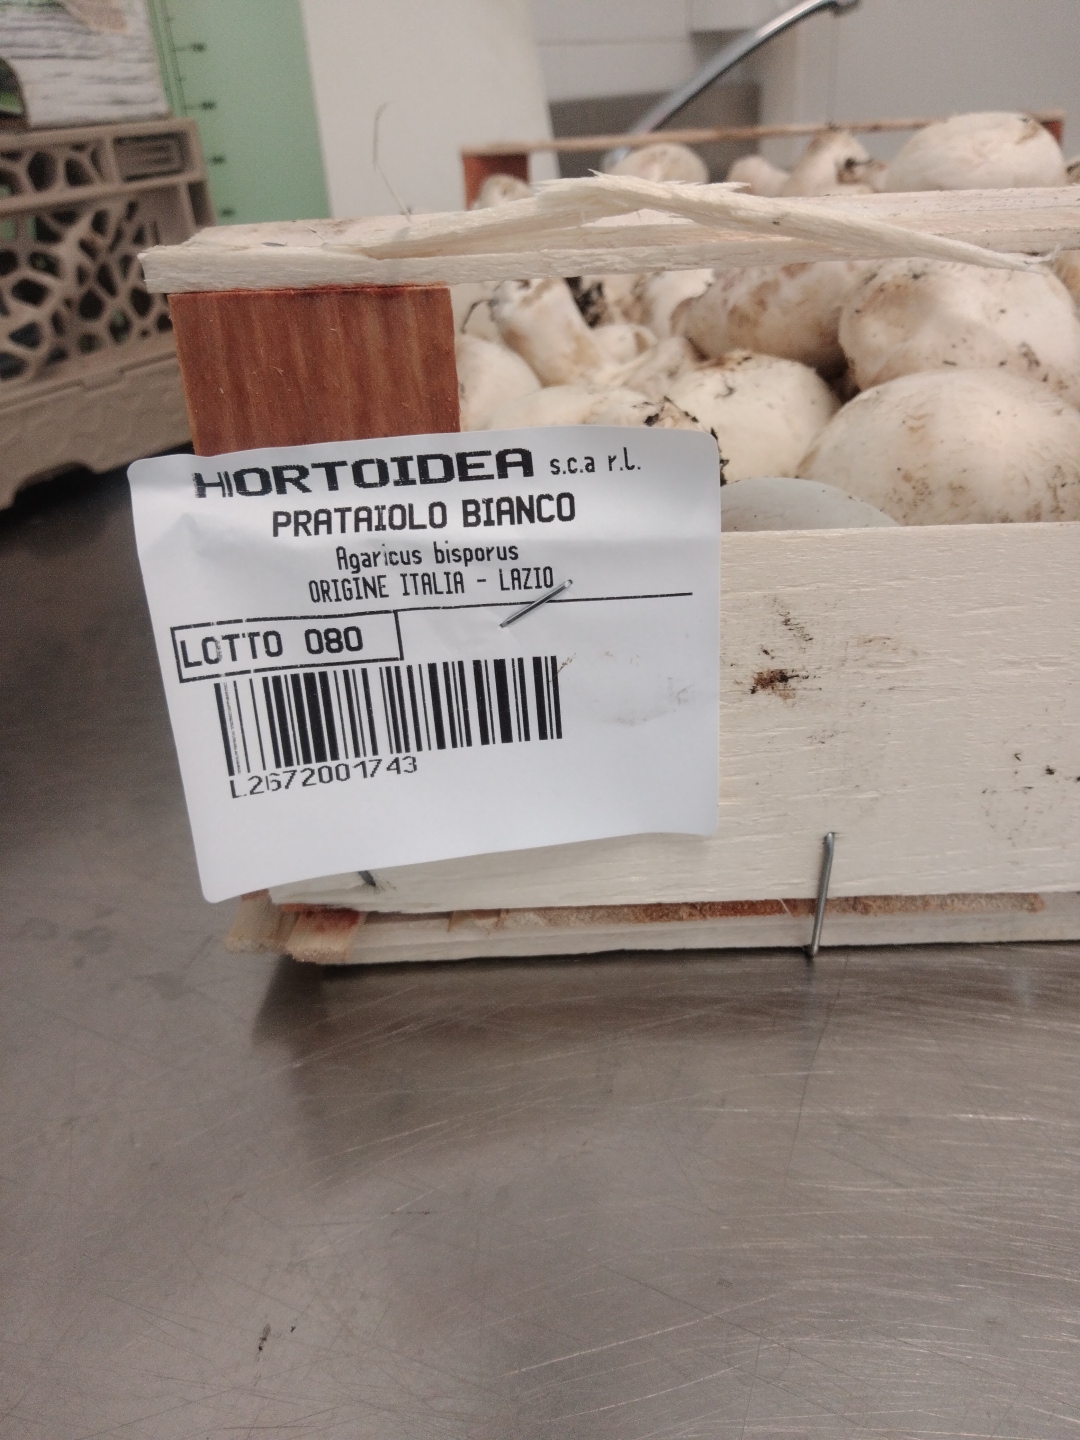 HORTOIDEA s.c.a r.l.
PRATAIOLO BIANCO
Agaricus bisporus
ORIGINE ITALIA - LAZIO
LOTTO 080
L2672001743